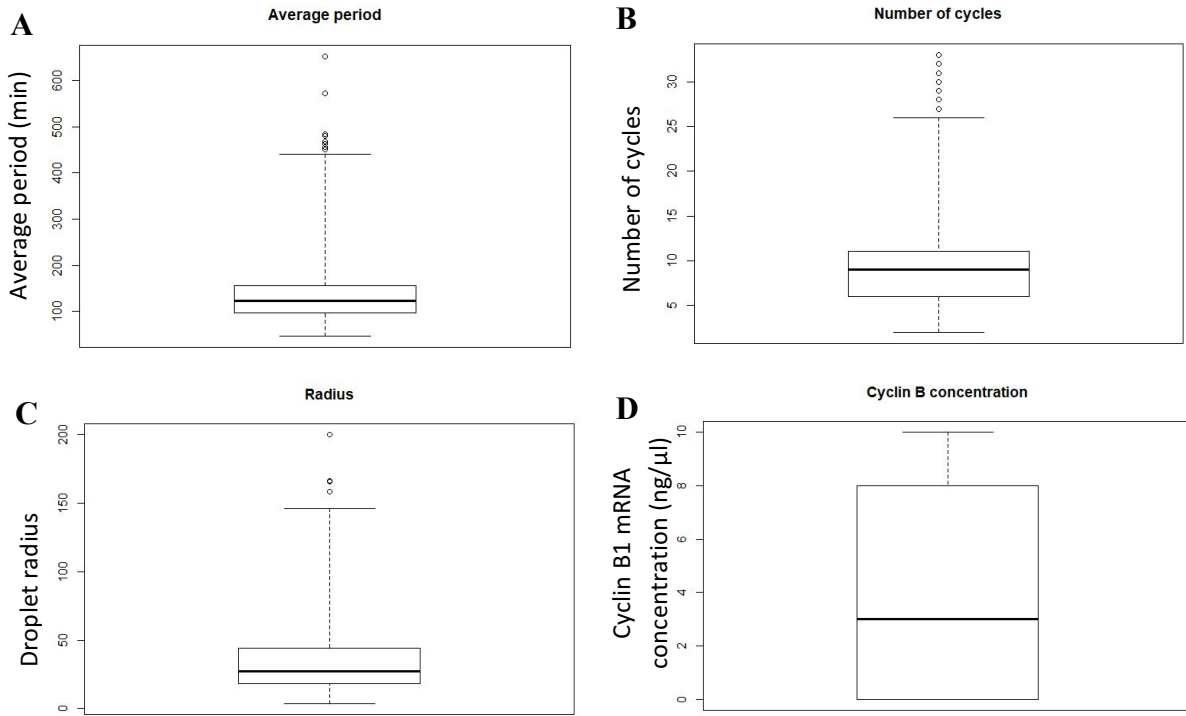 A
Average period
Average period (min)
600
500
400
300
200
100
B
Number of cycles
Number of cycles
30
25
20
15
10
5
C
Radius
Droplet radius
200
150
100
50
0
D
Cyclin B concentration
Cyclin B1 mRNA
concentration (ng/μl)
10
8
6
4
2
0